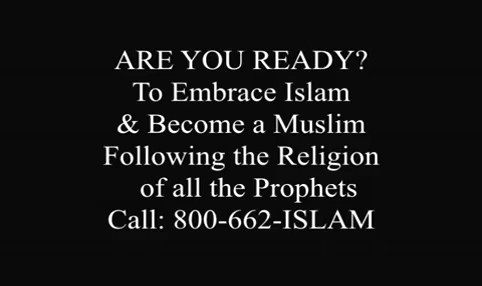 ARE YOU READY?
To Embrace Islam
& Become a Muslim
Following the Religion
of all the Prophets
Call: 800-662-ISLAM